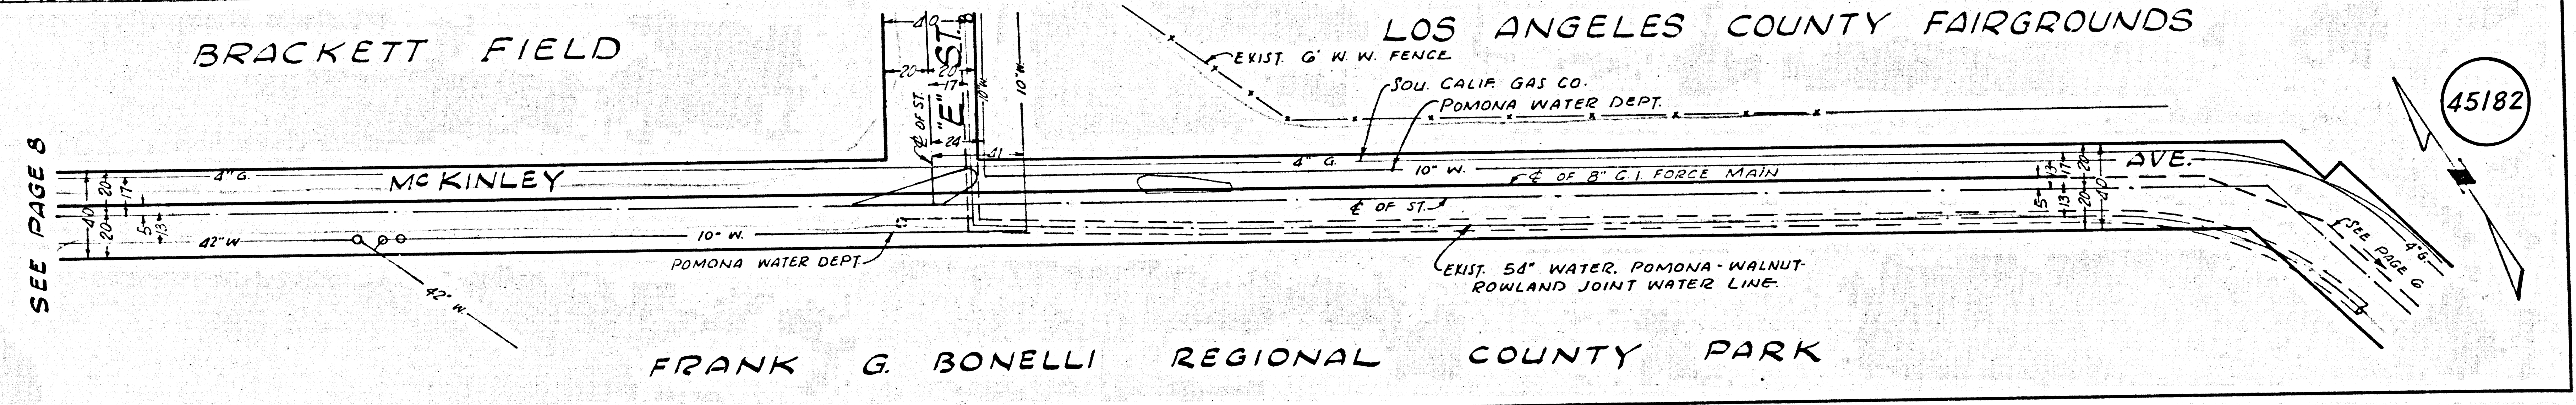 BRACKETT FIELD
LOS ANGELES COUNTY FAIRGROUNDS
40
20
20
17
"E" ST.
10" W.
10" W.
℄ OF ST.
24
41
EXIST. 6' W. W. FENCE
SOU. CALIF. GAS CO.
POMONA WATER DEPT.
45182
SEE PAGE 8
40
20
20
17
5
13
4" G.
MCKINLEY
4" G.
10" W.
℄ OF 8" C.I. FORCE MAIN
AVE.
℄ OF ST.
5
13
13
17
20
20
40
42" W
10" W.
POMONA WATER DEPT.
42" W.
EXIST. 54" WATER. POMONA-WALNUT-
ROWLAND JOINT WATER LINE.
SEE PAGE 6
4" G.
FRANK G. BONELLI REGIONAL COUNTY PARK